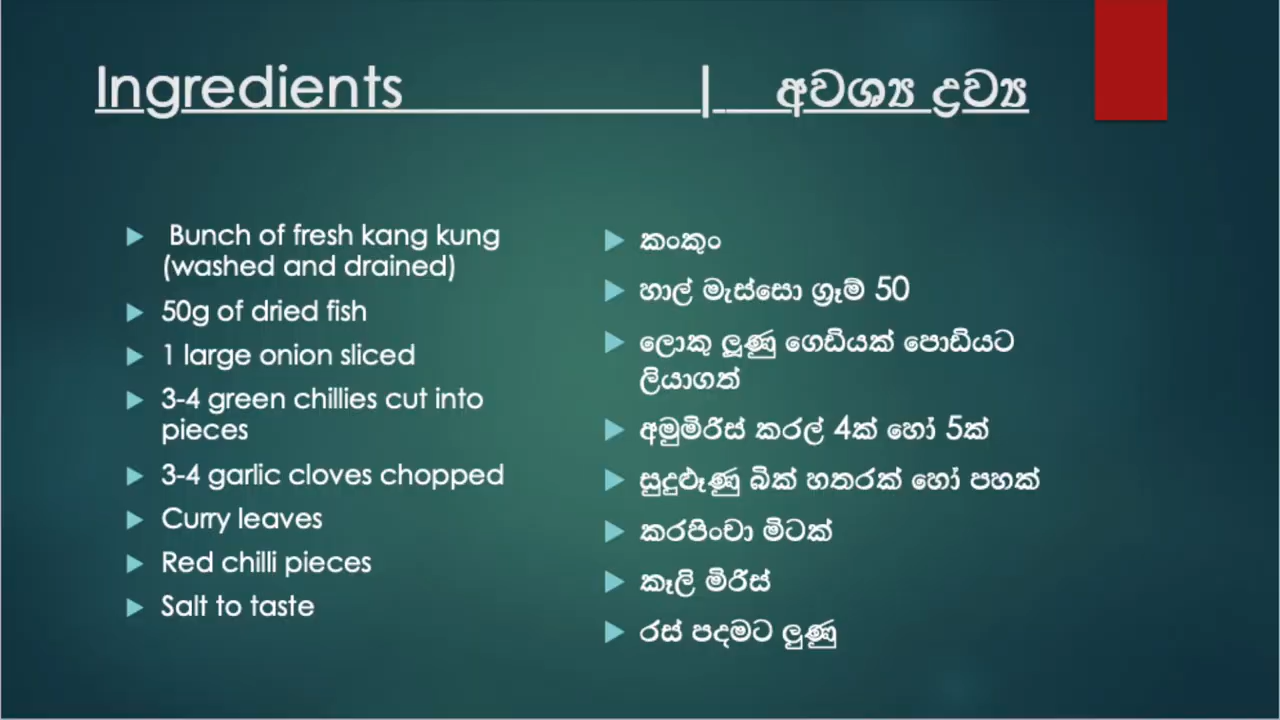 Ingredients | අවශ්‍ය ද්‍රව්‍ය
Bunch of fresh kang kung
(washed and drained)
50g of dried fish
1 large onion sliced
3-4 green chillies cut into
pieces
3-4 garlic cloves chopped
Curry leaves
Red chilli pieces
Salt to taste
කංකුං
හාල් මැස්සො ග්‍රෑම් 50
ලොකු ලූණු ගෙඩියක් පොඩියට
ලියාගත්
අමුමිරිස් කරල් 4ක් හෝ 5ක්
සුදුළූණු බික් හතරක් හෝ පහක්
කරපිංචා මිටක්
කෑලි මිරිස්
රස් පදමට ලුණු